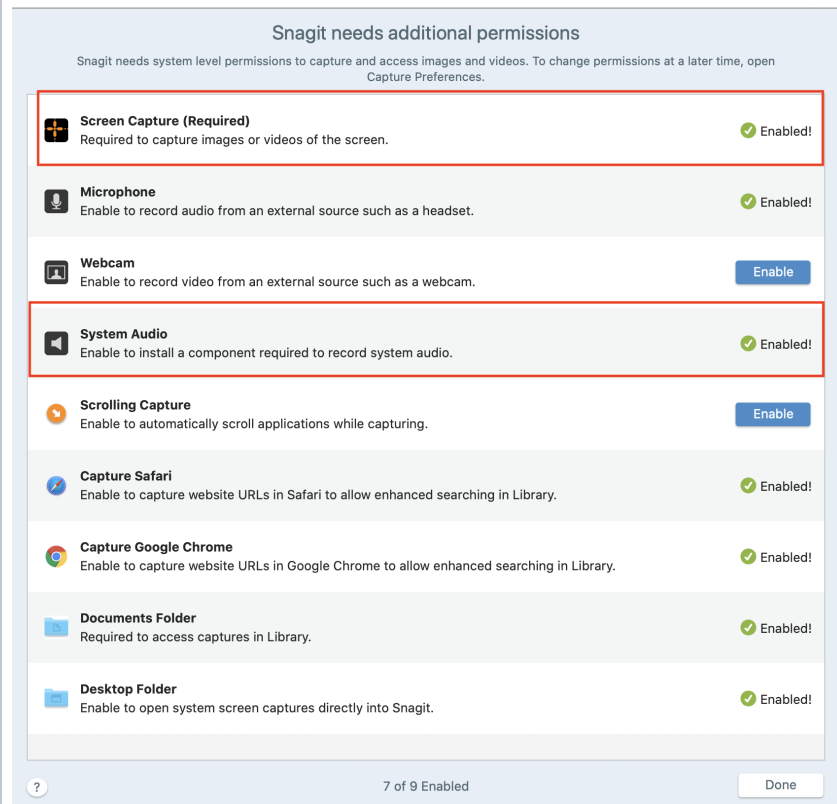 Snagit needs additional permissions
Snagit needs system level permissions to capture and access images and videos. To change permissions at a later time, open
Capture Preferences.
Screen Capture (Required)
Required to capture images or videos of the screen.
Enabled!
Microphone
Enable to record audio from an external source such as a headset.
Enabled!
Webcam
Enable to record video from an external source such as a webcam.
Enable
System Audio
Enable to install a component required to record system audio.
Enabled!
Scrolling Capture
Enable to automatically scroll applications while capturing.
Enable
Capture Safari
Enable to capture website URLs in Safari to allow enhanced searching in Library.
Enabled!
Capture Google Chrome
Enable to capture website URLs in Google Chrome to allow enhanced searching in Library.
Enabled!
Documents Folder
Required to access captures in Library.
Enabled!
Desktop Folder
Enable to open system screen captures directly into Snagit.
Enabled!
?
7 of 9 Enabled
Done